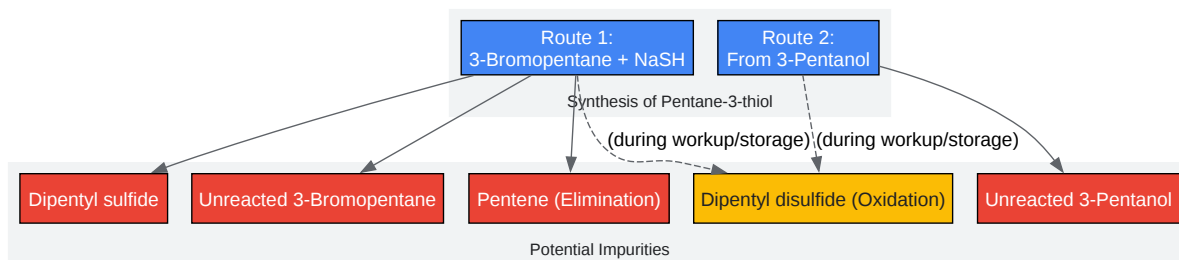 Route 1:
3-Bromopentane + NaSH
Route 2:
From 3-Pentanol
Synthesis of Pentane-3-thiol
(during workup/storage)
(during workup/storage)
Dipentyl sulfide
Unreacted 3-Bromopentane
Pentene (Elimination)
Dipentyl disulfide (Oxidation)
Unreacted 3-Pentanol
Potential Impurities